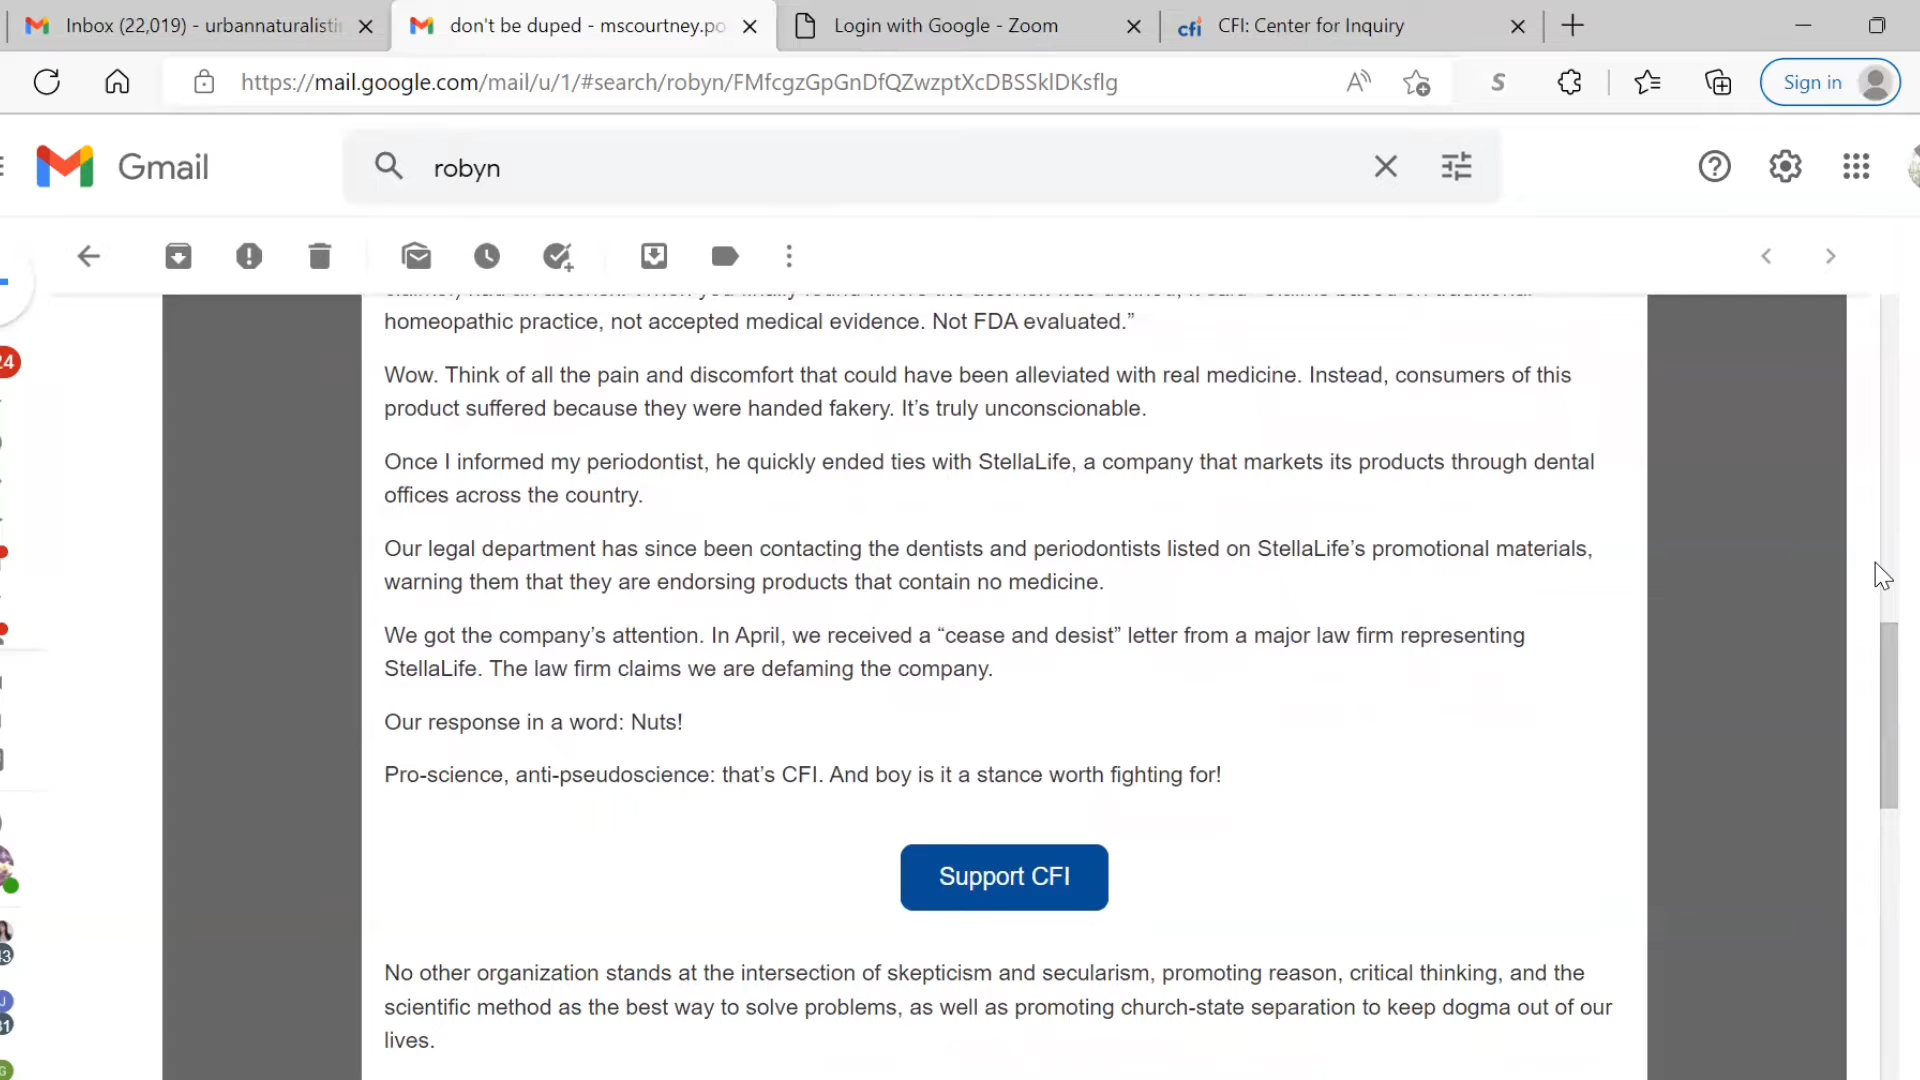 Inbox (22,019) - urbannaturalistin
don't be duped - mscourtney.po
Login with Google - Zoom
cfi CFI: Center for Inquiry
https://mail.google.com/mail/u/1/#search/robyn/FMfcgzGpGnDfQZwzptXcDBSSklDKsflg
Sign in
Gmail
robyn
homeopathic practice, not accepted medical evidence. Not FDA evaluated.”
24
Wow. Think of all the pain and discomfort that could have been alleviated with real medicine. Instead, consumers of this
product suffered because they were handed fakery. It’s truly unconscionable.
Once I informed my periodontist, he quickly ended ties with StellaLife, a company that markets its products through dental
offices across the country.
Our legal department has since been contacting the dentists and periodontists listed on StellaLife’s promotional materials,
warning them that they are endorsing products that contain no medicine.
We got the company’s attention. In April, we received a “cease and desist” letter from a major law firm representing
StellaLife. The law firm claims we are defaming the company.
Our response in a word: Nuts!
Pro-science, anti-pseudoscience: that’s CFI. And boy is it a stance worth fighting for!
Support CFI
No other organization stands at the intersection of skepticism and secularism, promoting reason, critical thinking, and the
scientific method as the best way to solve problems, as well as promoting church-state separation to keep dogma out of our
lives.